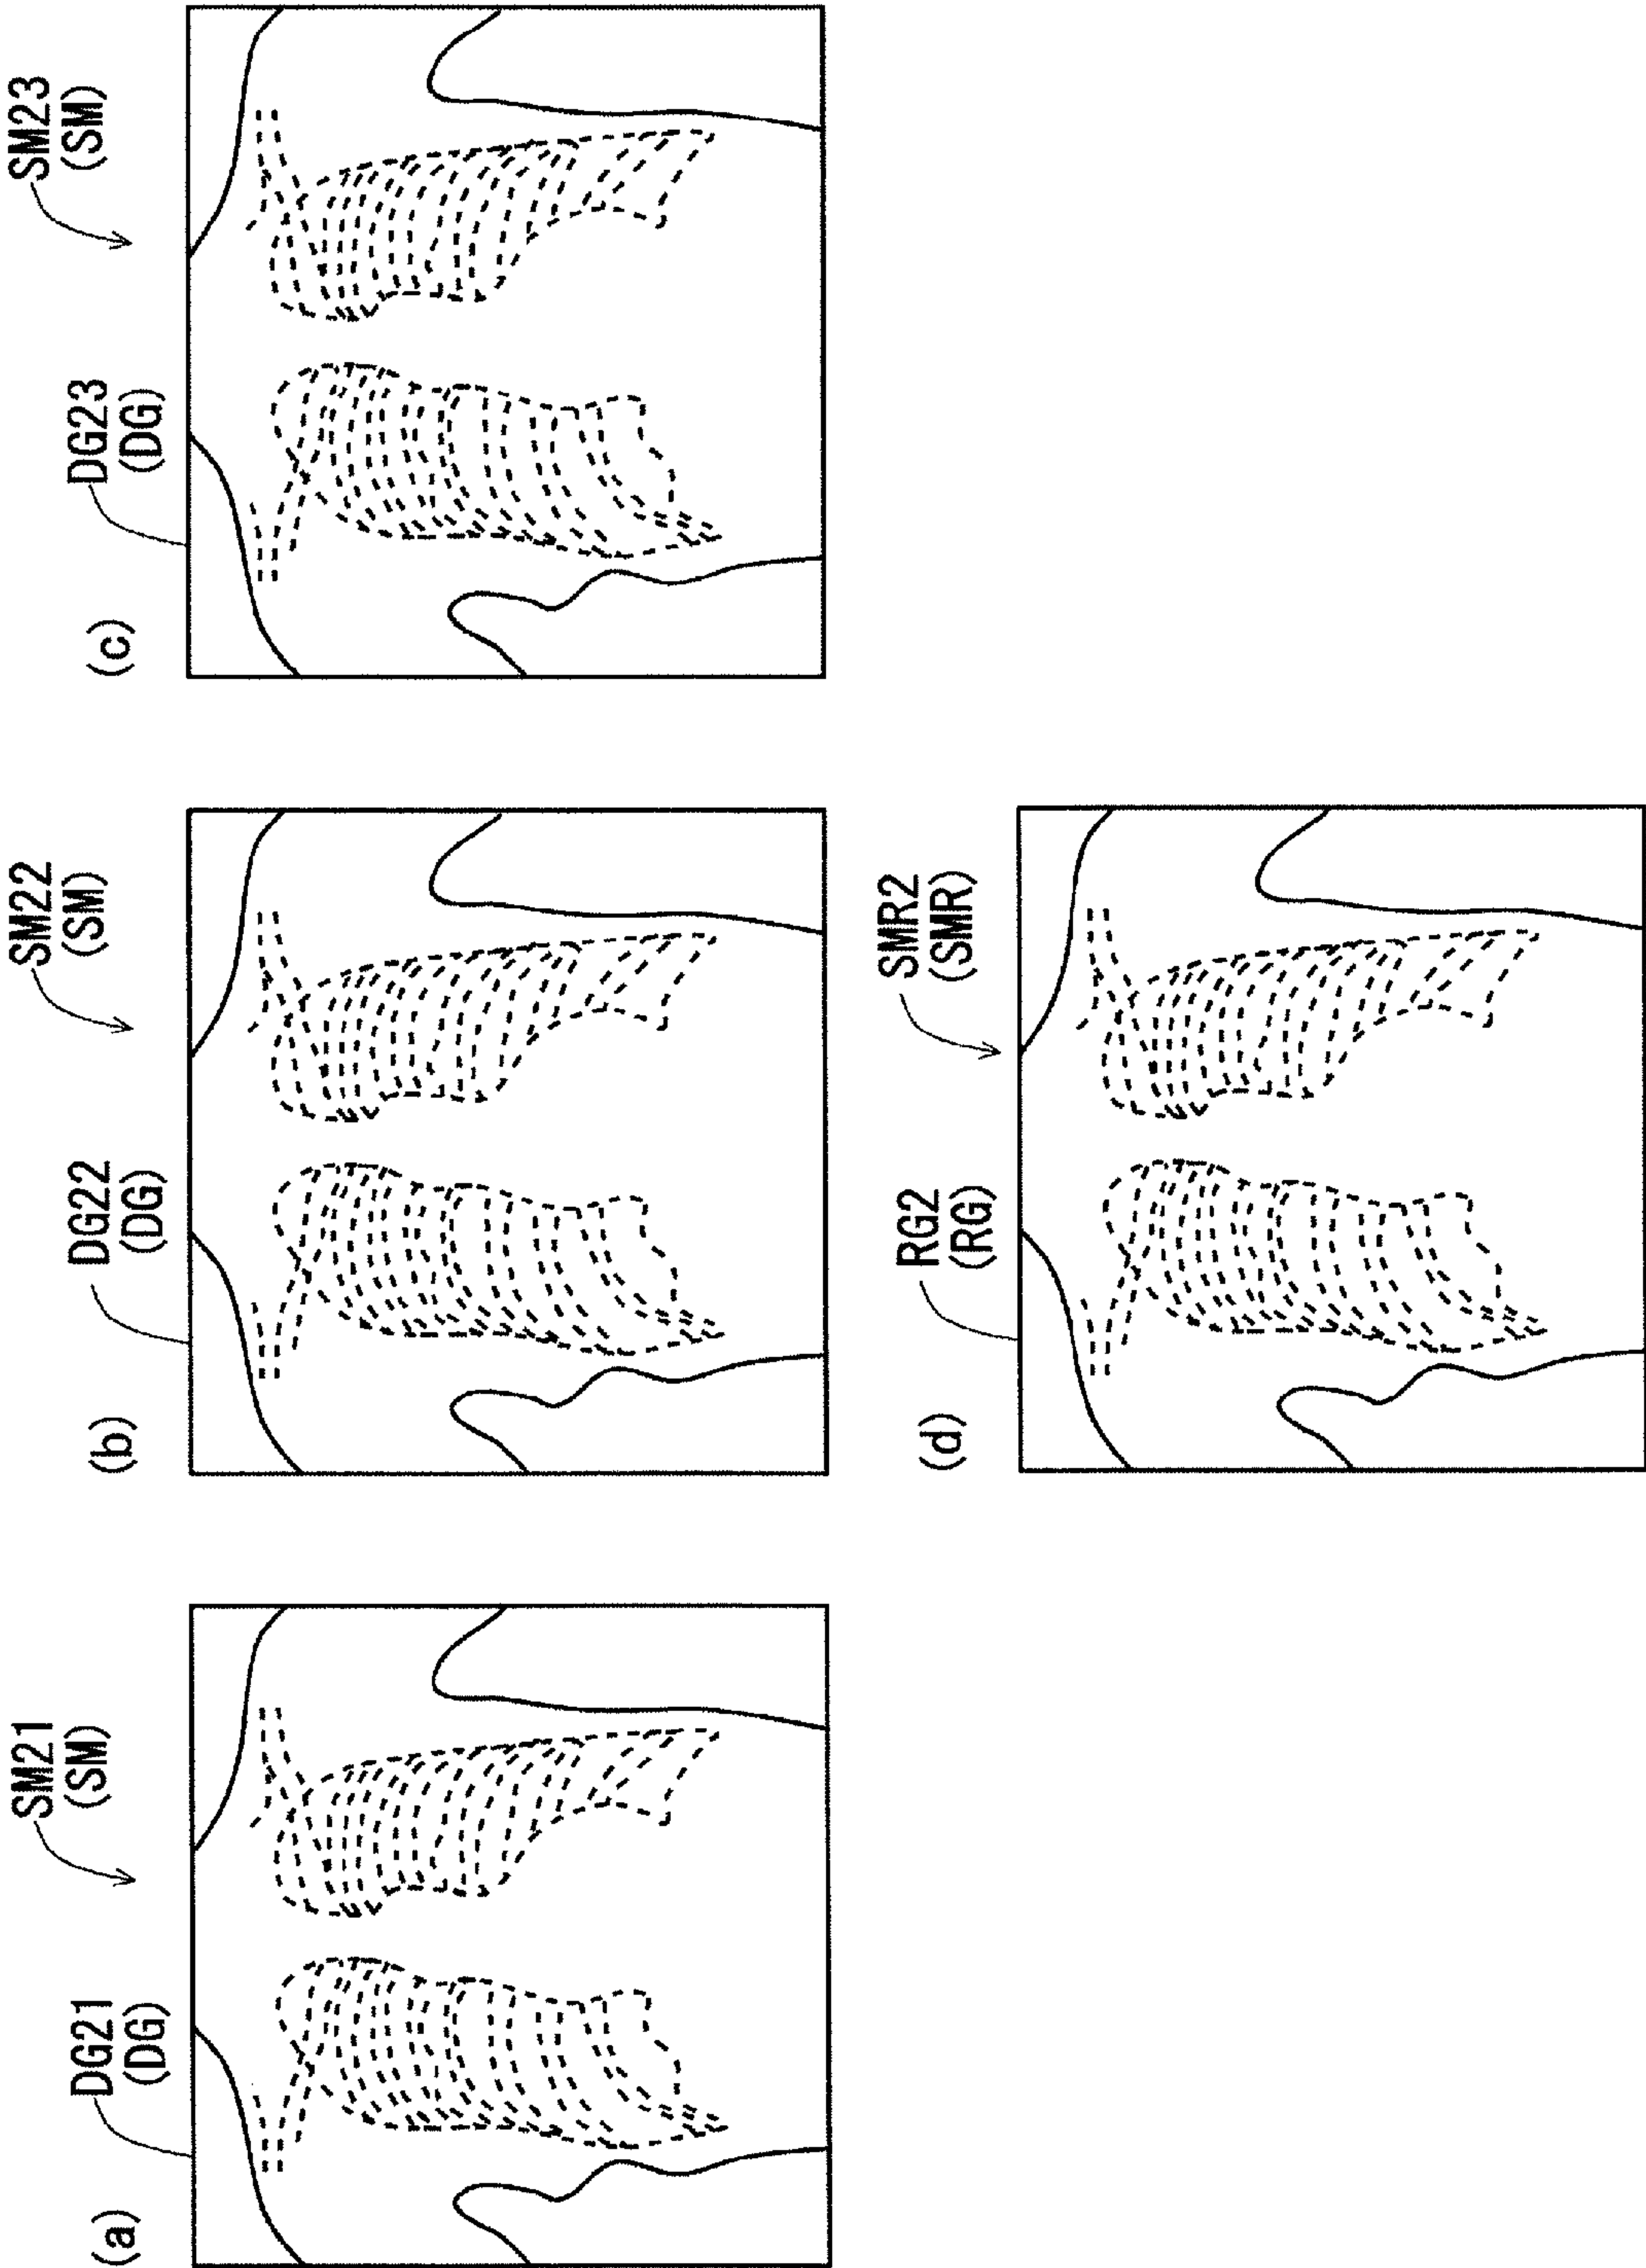 (a)
DG21
(DG)
SM21
(SM)
(b)
DG22
(DG)
SM22
(SM)
(c)
DG23
(DG)
SM23
(SM)
(d)
RG2
(RG)
SMR2
(SMR)